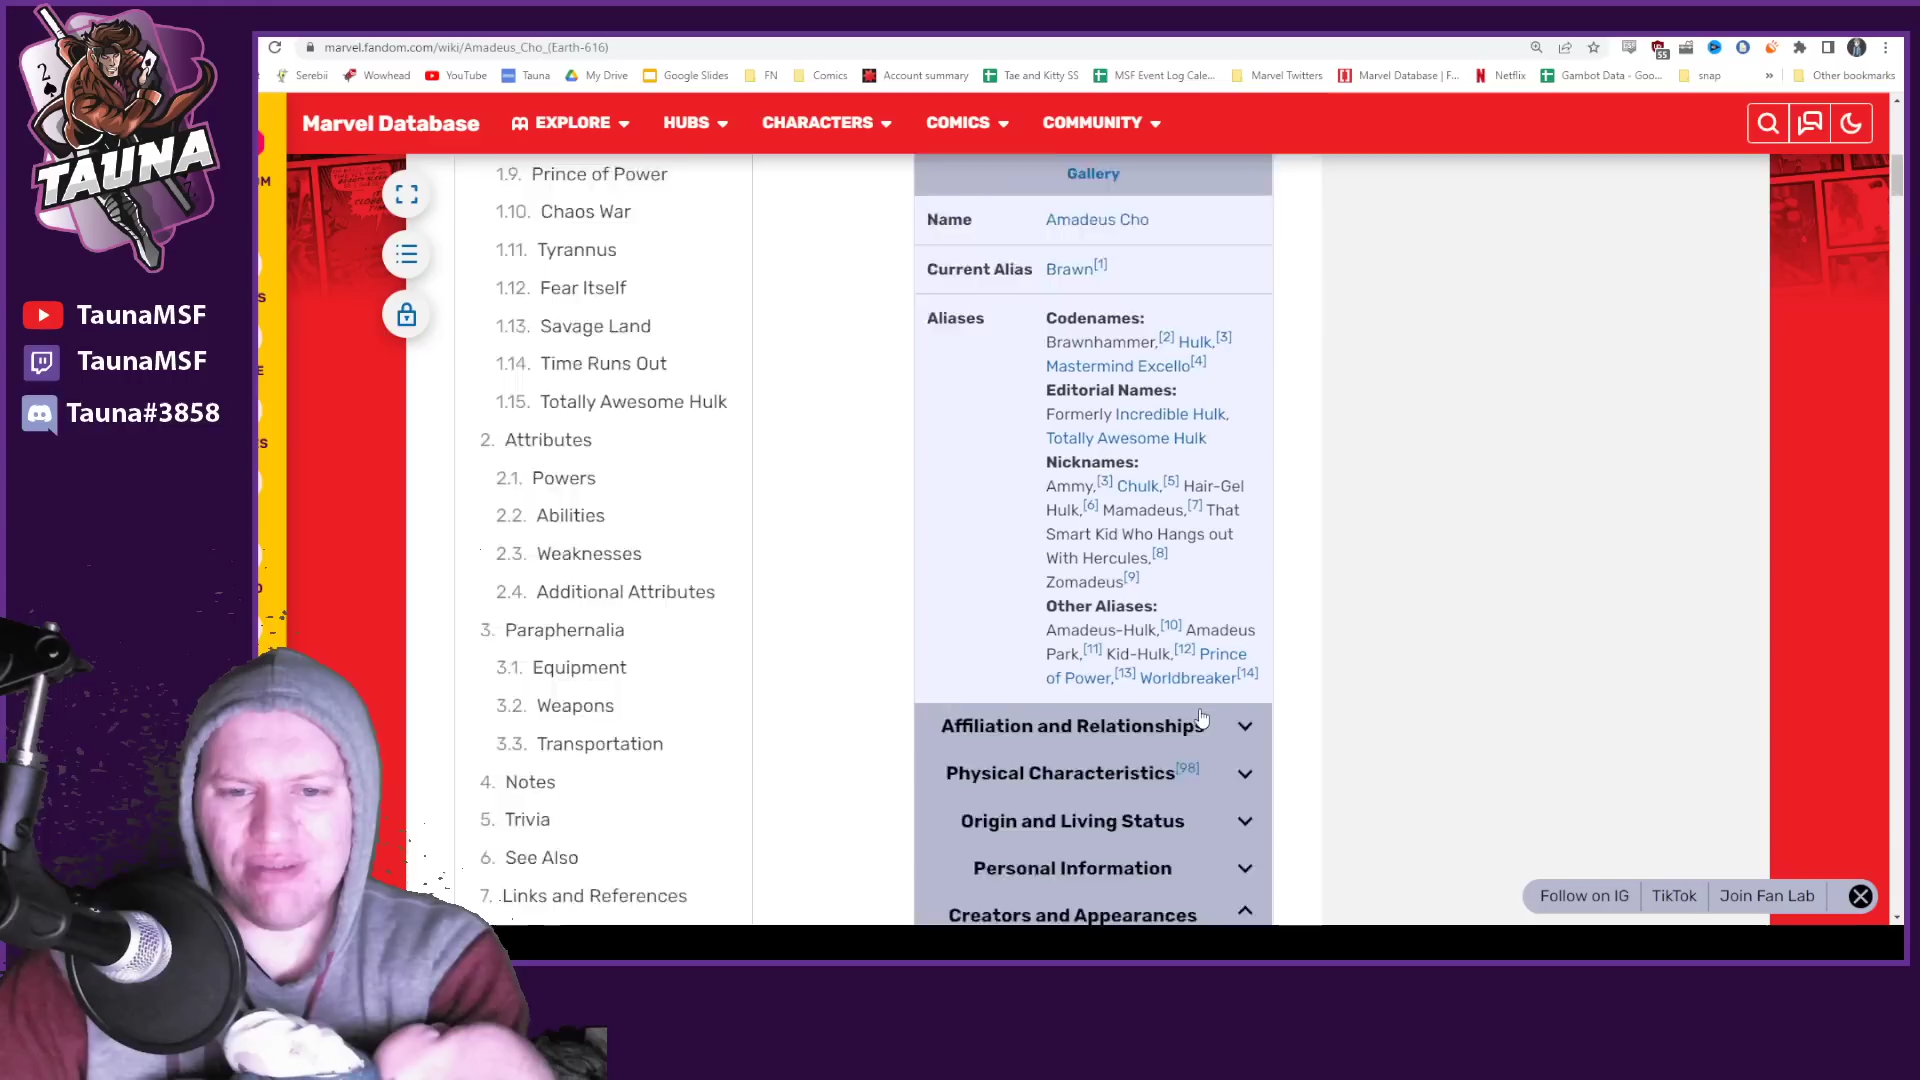 TAUNA
TaunaMSF
TaunaMSF
Tauna#3858
marvel.fandom.com/wiki/Amadeus_Cho_(Earth-616)
Serebii Wowhead YouTube Tauna My Drive Google Slides FN Comics Account summary Tae and Kitty SS MSF Event Log Cale... Marvel Twitters Marvel Database | F... Netflix Gambot Data - Goo... snap » Other bookmarks
Marvel Database EXPLORE HUBS CHARACTERS COMICS COMMUNITY
1.9. Prince of Power
1.10. Chaos War
1.11. Tyrannus
1.12. Fear Itself
1.13. Savage Land
1.14. Time Runs Out
1.15. Totally Awesome Hulk
2. Attributes
2.1. Powers
2.2. Abilities
2.3. Weaknesses
2.4. Additional Attributes
3. Paraphernalia
3.1. Equipment
3.2. Weapons
3.3. Transportation
4. Notes
5. Trivia
6. See Also
7. Links and References
Gallery
Name Amadeus Cho
Current Alias Brawn[1]
Aliases Codenames:
Brawnhammer,[2] Hulk,[3]
Mastermind Excello[4]
Editorial Names:
Formerly Incredible Hulk,
Totally Awesome Hulk
Nicknames:
Ammy,[3] Chulk,[5] Hair-Gel
Hulk,[6] Mamadeus,[7] That
Smart Kid Who Hangs out
With Hercules,[8]
Zomadeus[9]
Other Aliases:
Amadeus-Hulk,[10] Amadeus
Park,[11] Kid-Hulk,[12] Prince
of Power,[13] Worldbreaker[14]
Affiliation and Relationships
Physical Characteristics[98]
Origin and Living Status
Personal Information
Creators and Appearances
Follow on IG TikTok Join Fan Lab